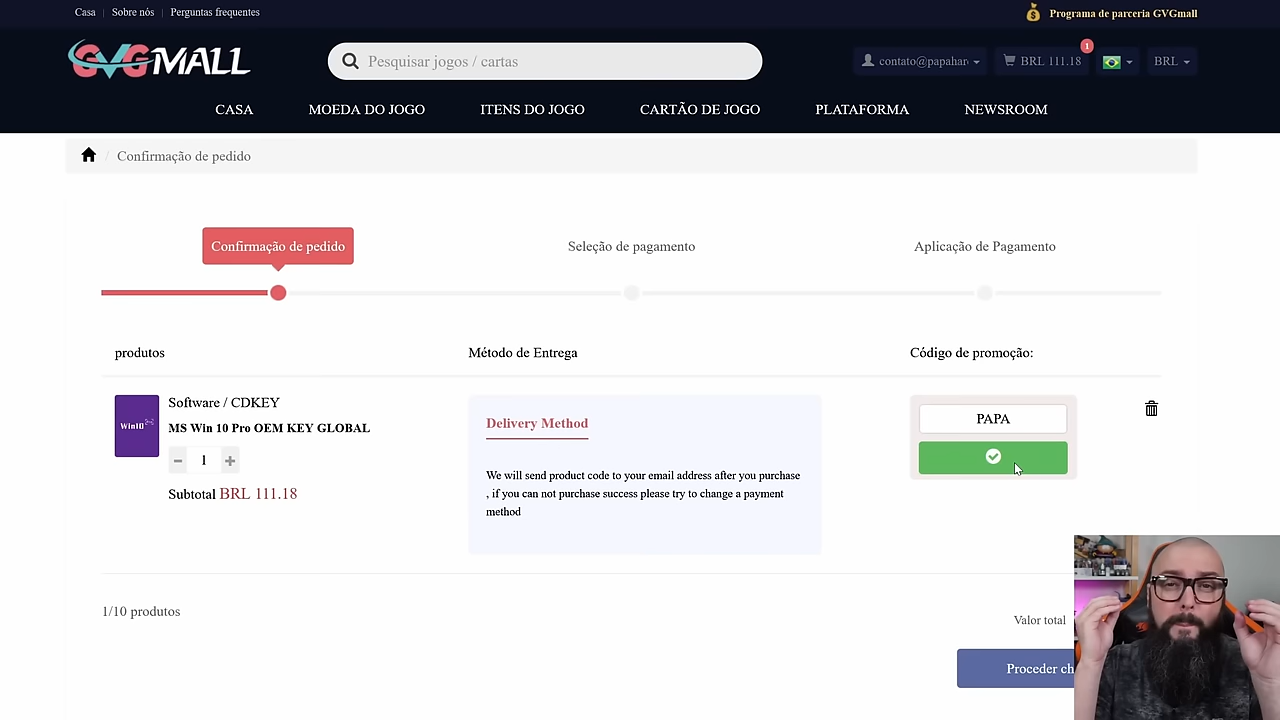 Casa
Sobre nós
Perguntas frequentes
Programa de parceria GVGmall
GVGMALL
Pesquisar jogos / cartas
contato@papahar
1
BRL 111.18
BRL
CASA
MOEDA DO JOGO
ITENS DO JOGO
CARTÃO DE JOGO
PLATAFORMA
NEWSROOM
/ Confirmação de pedido
Confirmação de pedido
Seleção de pagamento
Aplicação de Pagamento
produtos
Método de Entrega
Código de promoção:
Win10
Software / CDKEY
MS Win 10 Pro OEM KEY GLOBAL
− 1 +
Subtotal BRL 111.18
Delivery Method
We will send product code to your email address after you purchase
, if you can not purchase success please try to change a payment
method
PAPA
1/10 produtos
Valor total
Proceder ch